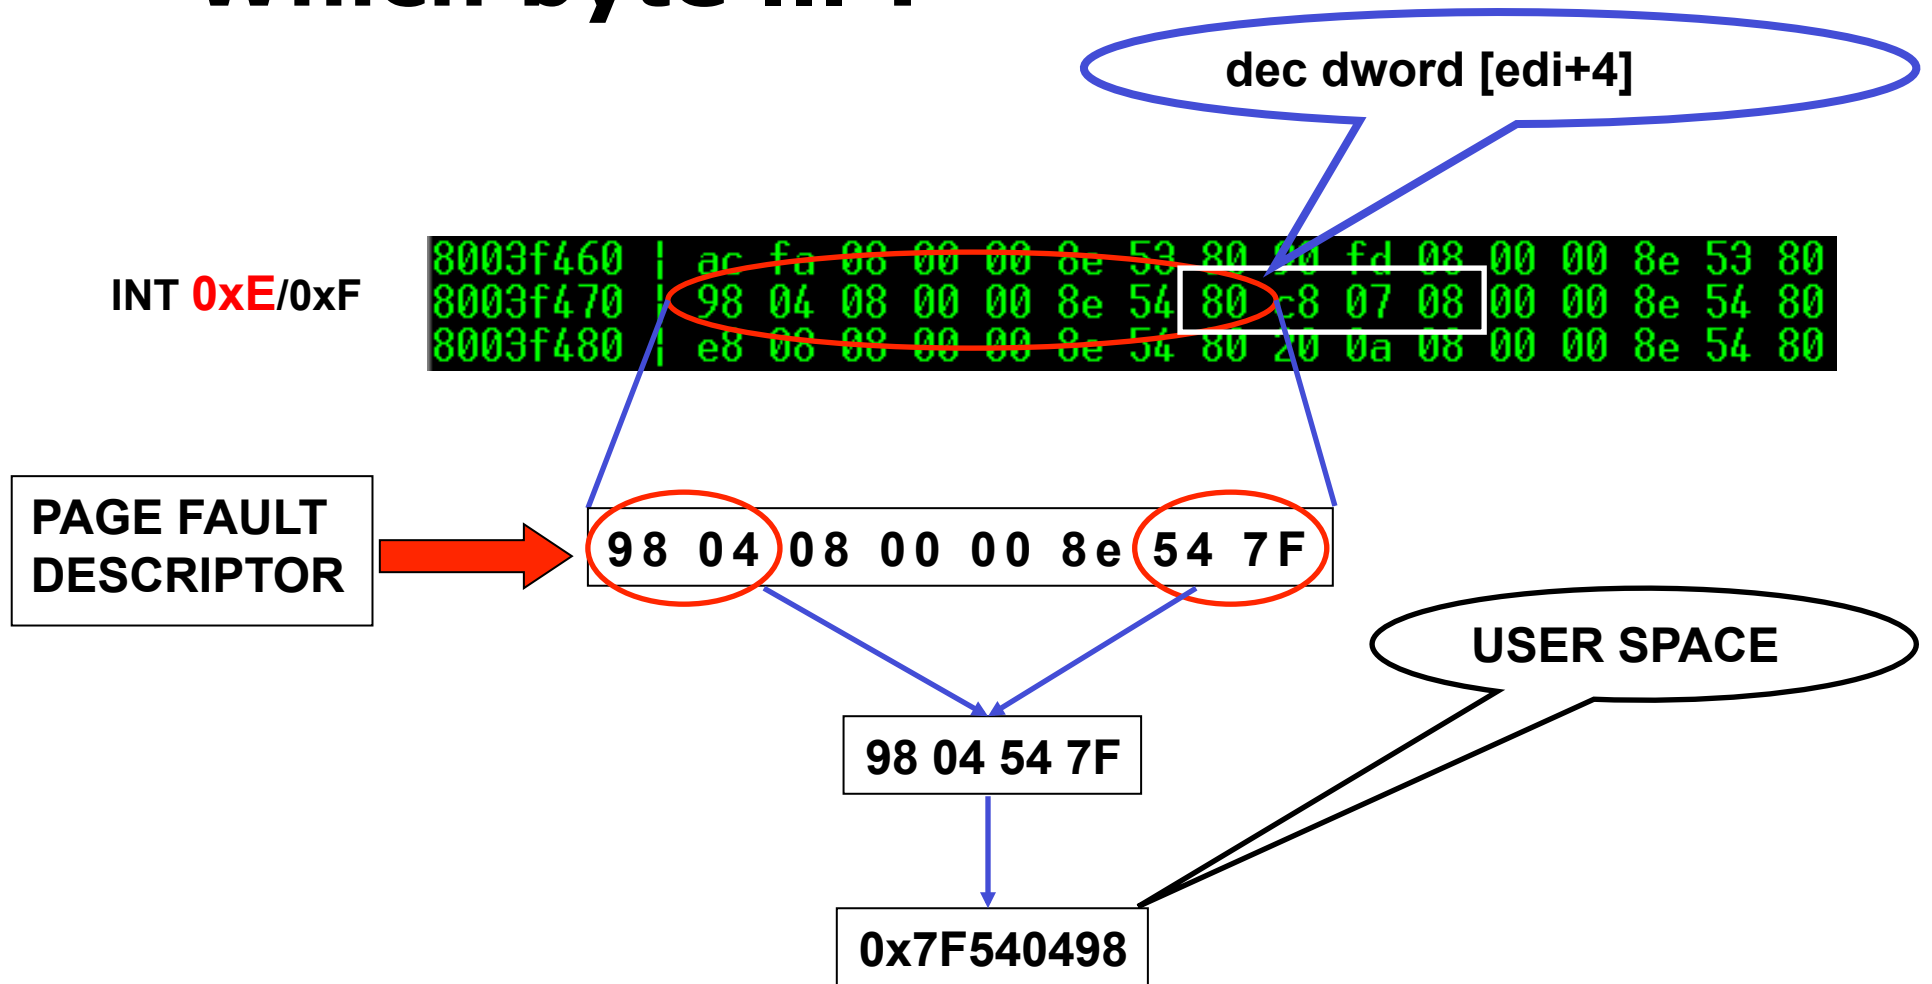 which byte ... ?
dec dword [edi+4]
INT 0xE/0xF
8003f460 ¦ ac fa 08 00 00 8e 53 80 90 fd 08 00 00 8e 53 80
8003f470 ¦ 98 04 08 00 00 8e 54 80 c8 07 08 00 00 8e 54 80
8003f480 ¦ e8 08 08 00 00 8e 54 80 20 0a 08 00 00 8e 54 80
PAGE FAULT
DESCRIPTOR
98 04 08 00 00 8e 54 7F
USER SPACE
98 04 54 7F
0x7F540498